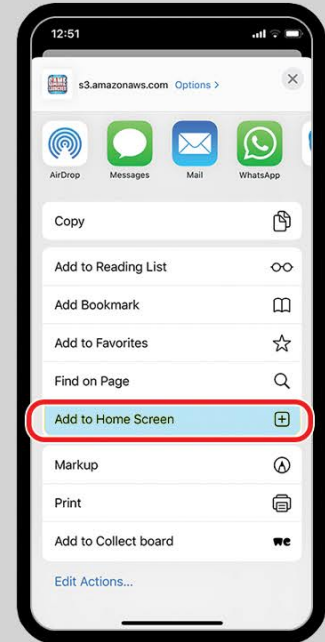 12:51
s3.amazonaws.com Options >
AirDrop Messages Mail WhatsApp
Copy
Add to Reading List
Add Bookmark
Add to Favorites
Find on Page
Add to Home Screen
Markup
Print
Add to Collect board we
Edit Actions...